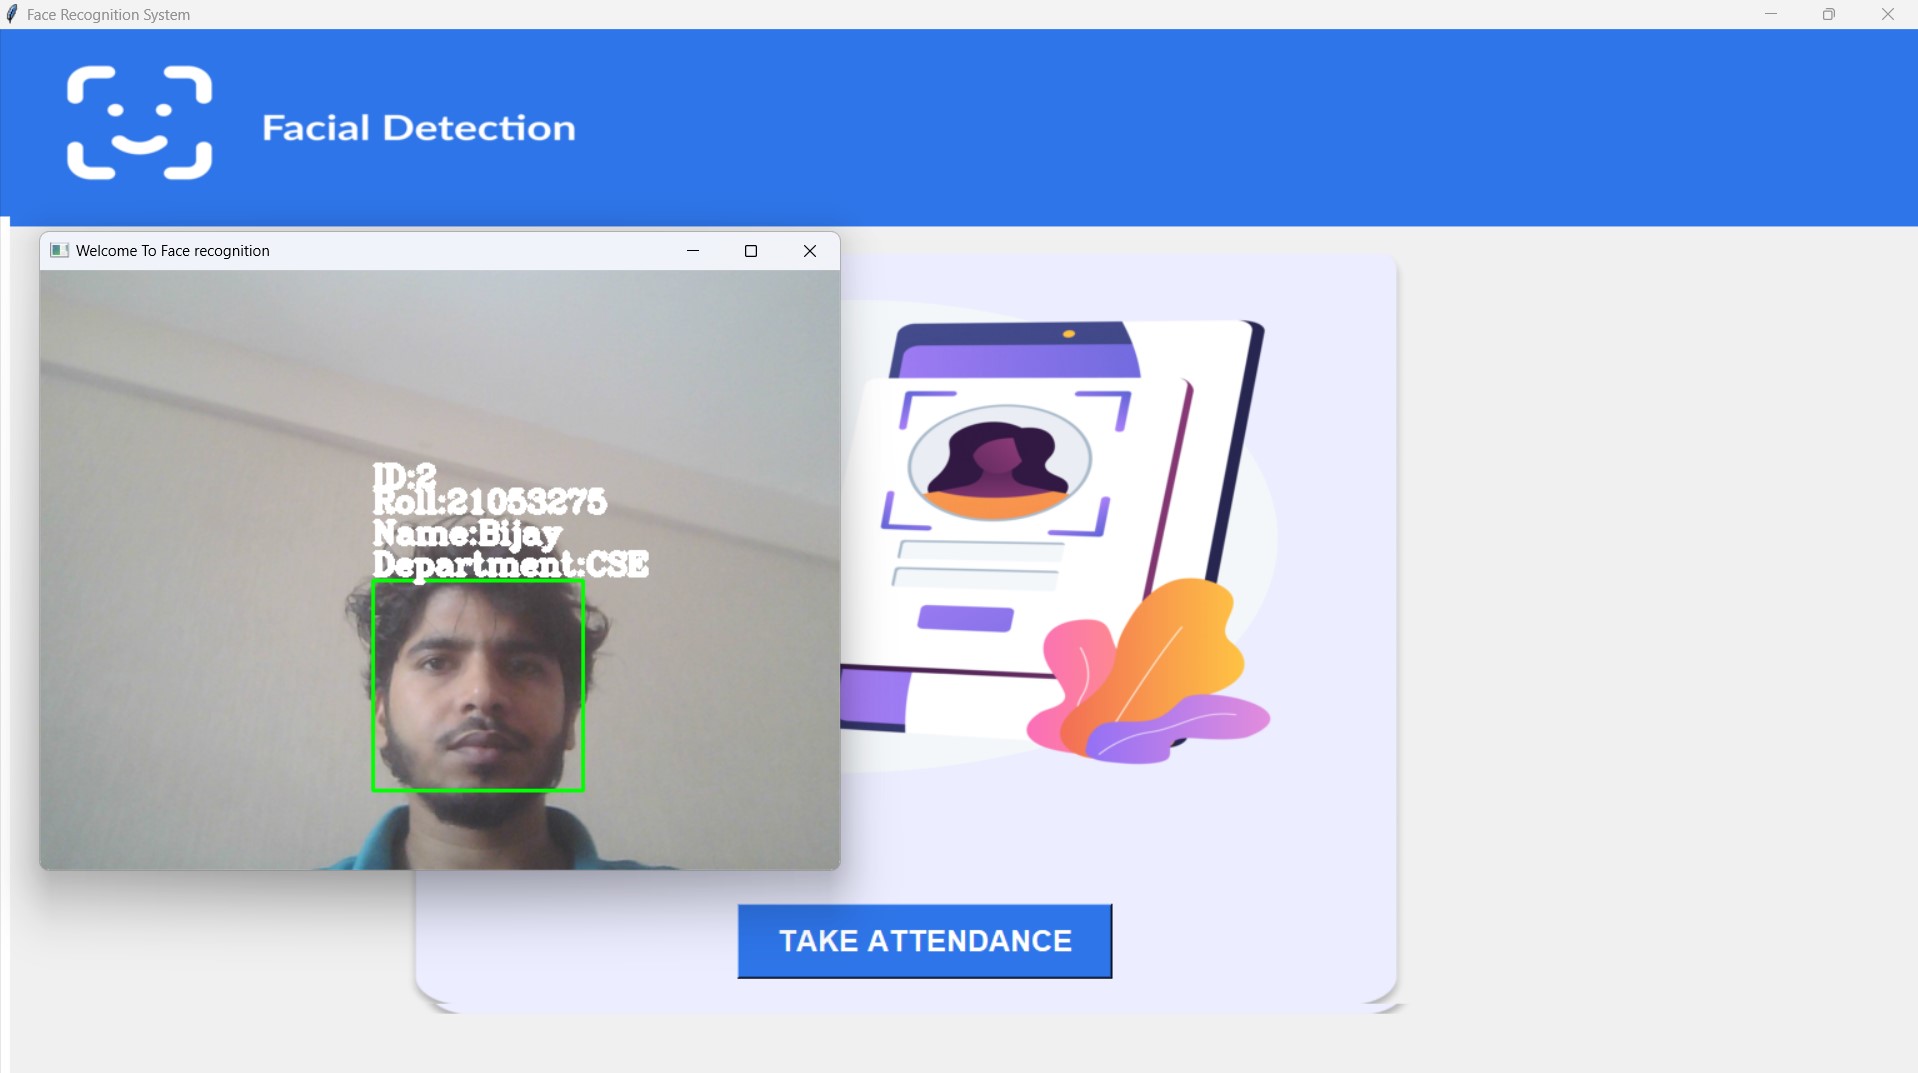 Face Recognition System
Facial Detection
Welcome To Face recognition
ID:2
Roll:21053275
Name:Bijay
Department:CSE
TAKE ATTENDANCE